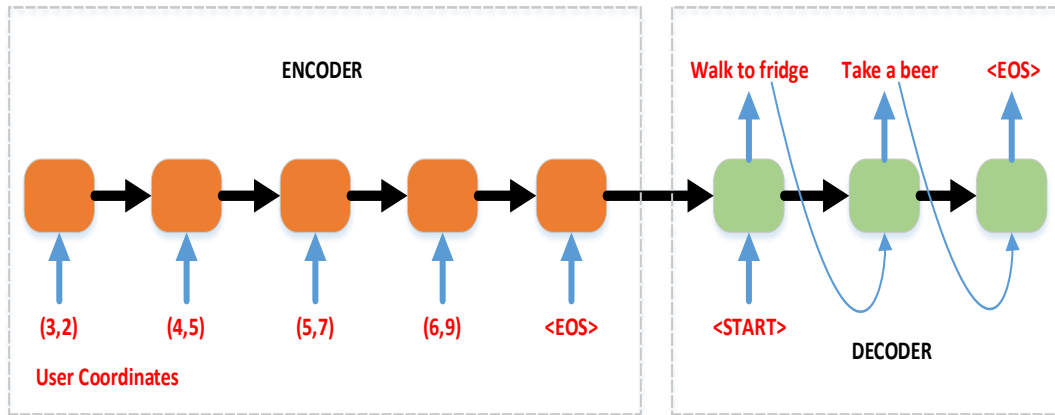 ENCODER
Walk to fridge
Take a beer
<EOS>
(3,2)
(4,5)
(5,7)
(6,9)
<EOS>
<START>
User Coordinates
DECODER